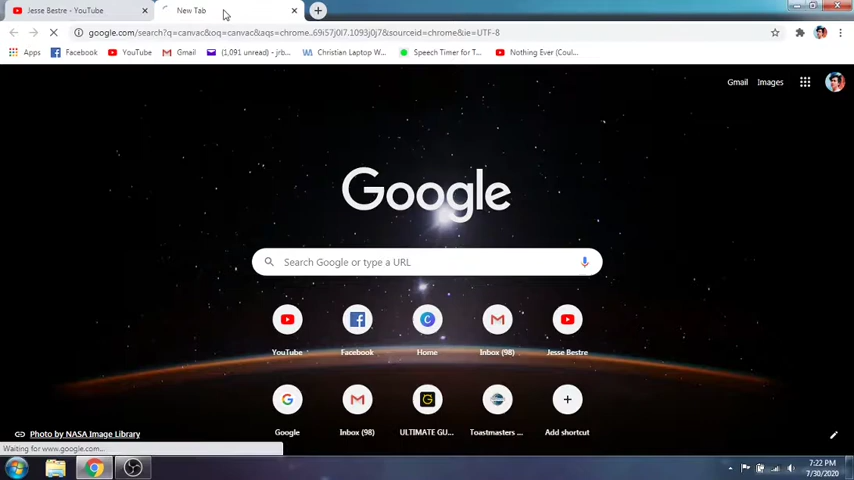 Jesse Bestre - YouTube
New Tab
google.com/search?q=canvac&oq=canvac&aqs=chrome..69i57j0l7.1093j0j7&sourceid=chrome&ie=UTF-8
Apps Facebook YouTube Gmail (1,091 unread) - jrb... Christian Laptop W... Speech Timer for T... Nothing Ever (Coul...
Gmail Images
Google
Search Google or type a URL
YouTube Facebook Home Inbox (98) Jesse Bestre
Google Inbox (98) ULTIMATE GU... Toastmasters ... Add shortcut
Photo by NASA Image Library
Waiting for www.google.com...
7:22 PM
7/30/2020